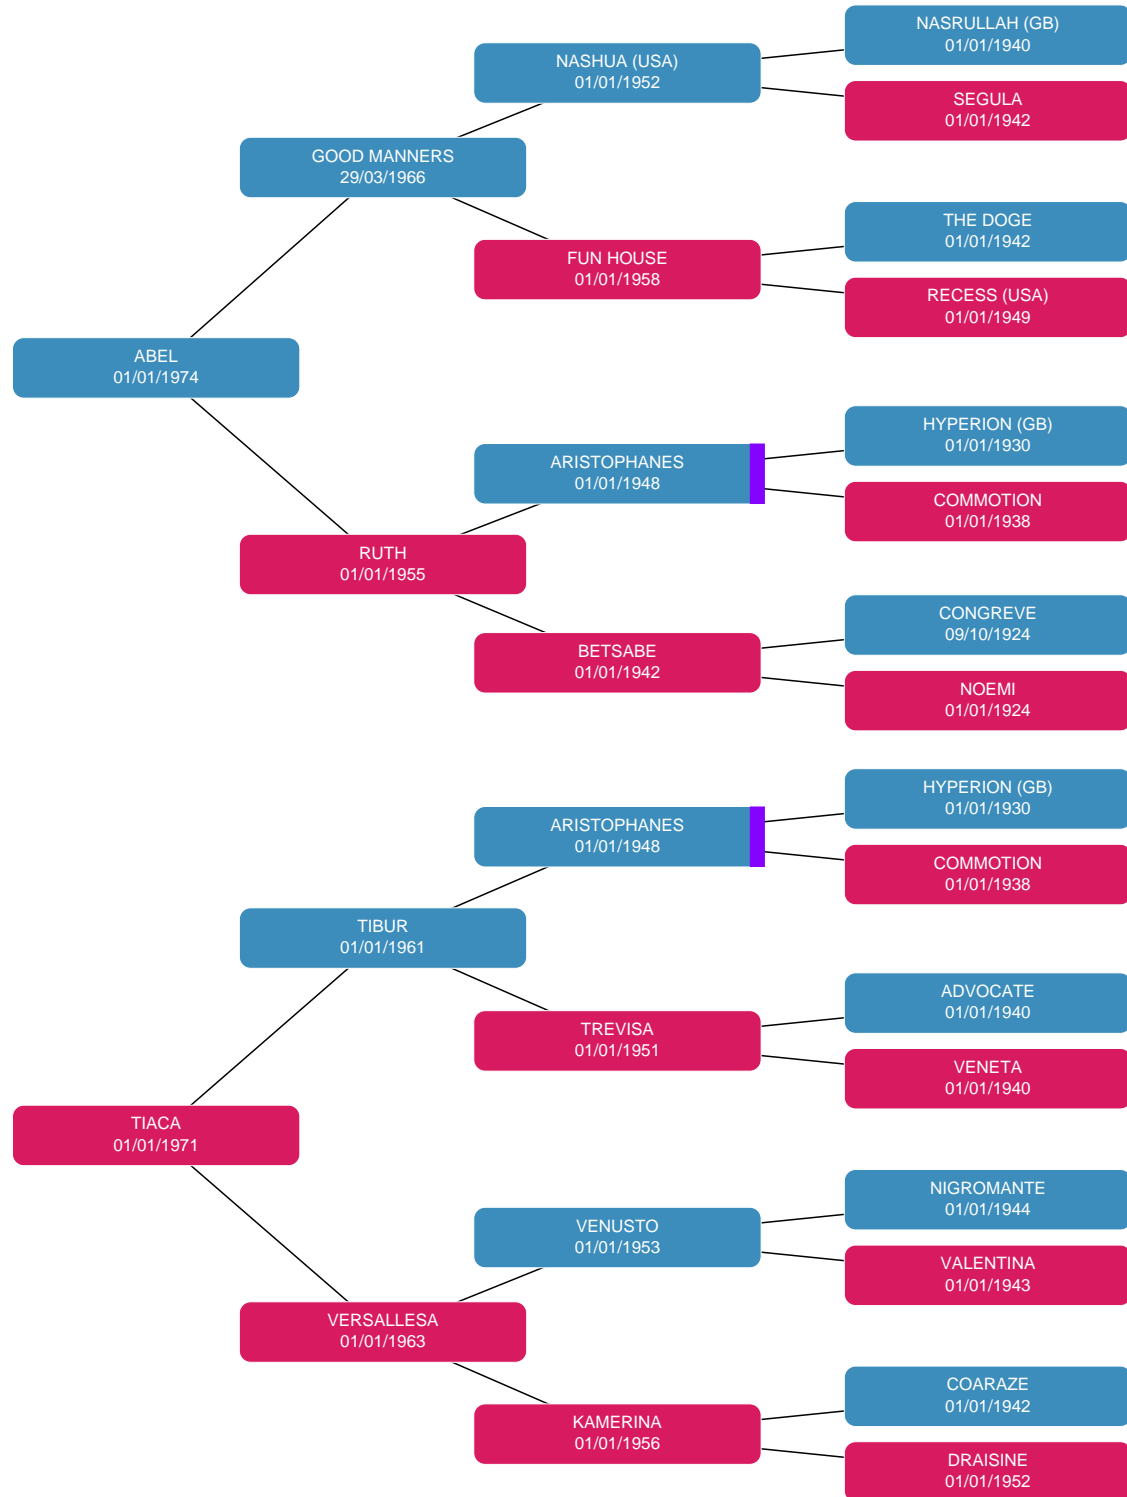 NASRULLAH (GB)
01/01/1940
NASHUA (USA)
01/01/1952
SEGULA
01/01/1942
GOOD MANNERS
29/03/1966
THE DOGE
01/01/1942
FUN HOUSE
01/01/1958
RECESS (USA)
01/01/1949
ABEL
01/01/1974
HYPERION (GB)
01/01/1930
ARISTOPHANES
01/01/1948
COMMOTION
01/01/1938
RUTH
01/01/1955
CONGREVE
09/10/1924
BETSABE
01/01/1942
NOEMI
01/01/1924
HYPERION (GB)
01/01/1930
ARISTOPHANES
01/01/1948
COMMOTION
01/01/1938
TIBUR
01/01/1961
ADVOCATE
01/01/1940
TREVISA
01/01/1951
VENETA
01/01/1940
TIACA
01/01/1971
NIGROMANTE
01/01/1944
VENUSTO
01/01/1953
VALENTINA
01/01/1943
VERSALLESA
01/01/1963
COARAZE
01/01/1942
KAMERINA
01/01/1956
DRAISINE
01/01/1952